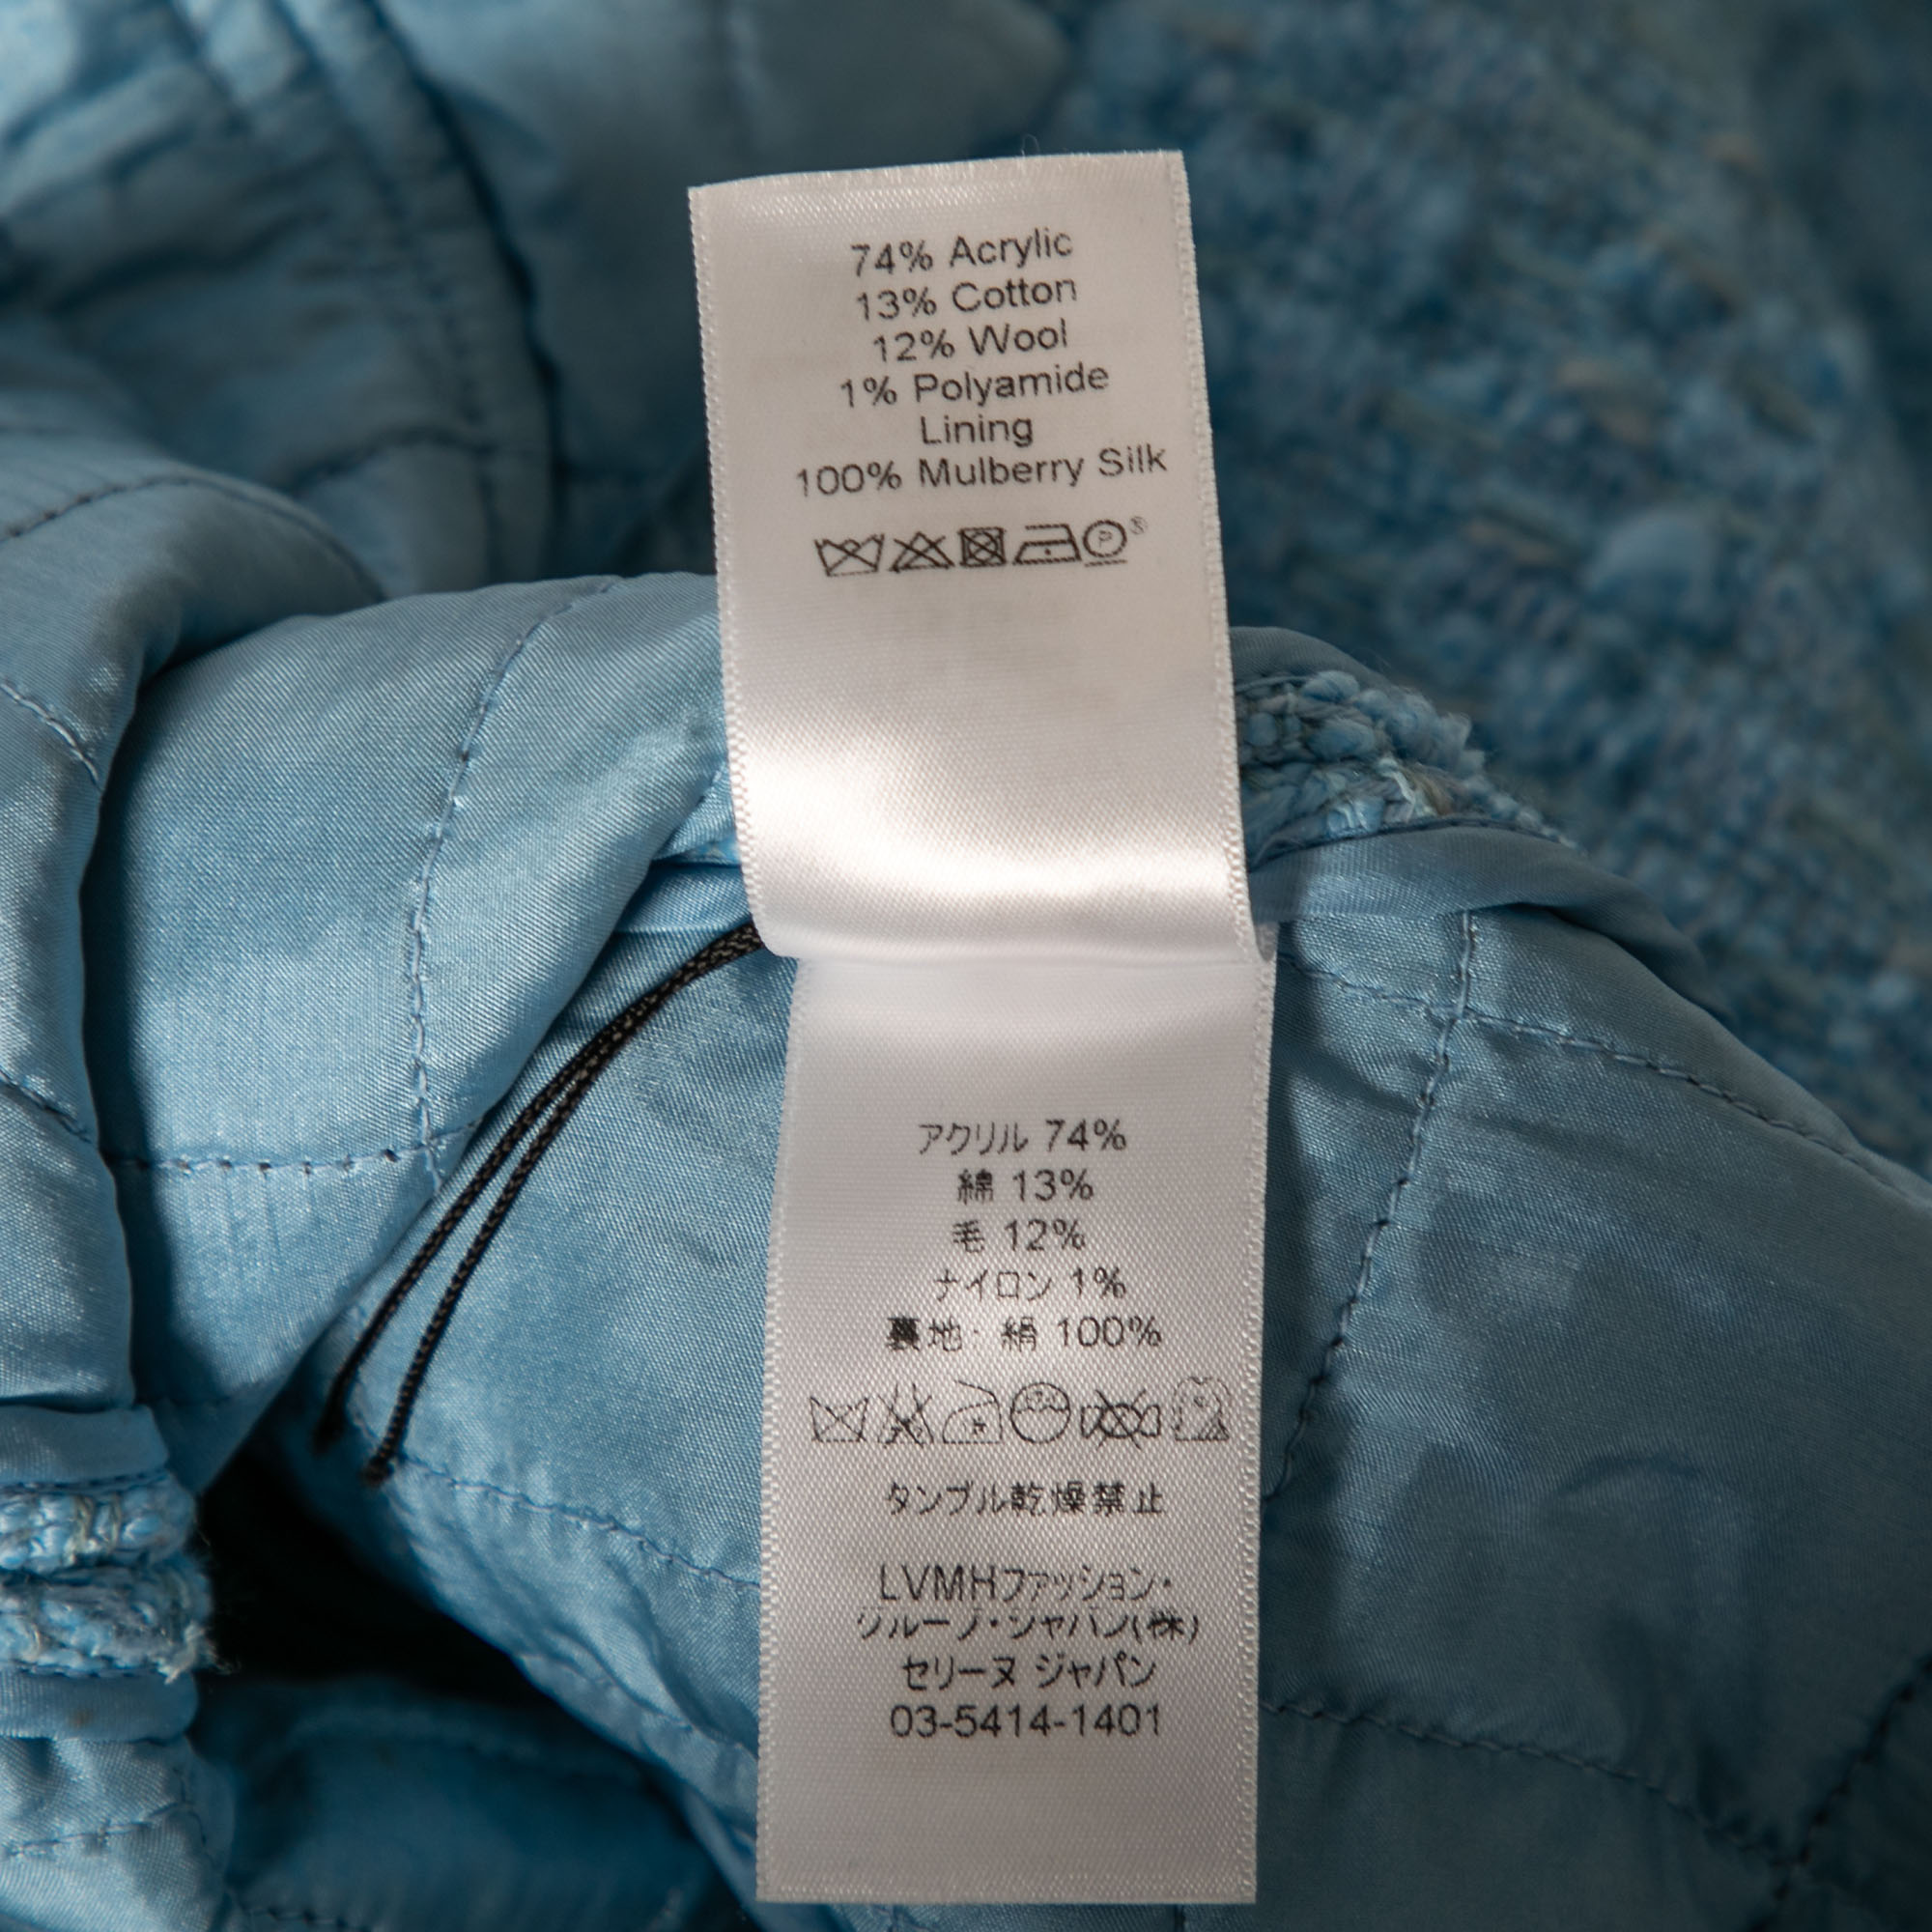 74% Acrylic
13% Cotton
12% Wool
1% Polyamide
Lining
100% Mulberry Silk
P
アクリル 74%
綿 13%
毛 12%
ナイロン 1%
裏地: 絹 100%
タンブル乾燥禁止
LVMHファッション・
グループ・ジャパン(株)
セリーヌ ジャパン
03-5414-1401